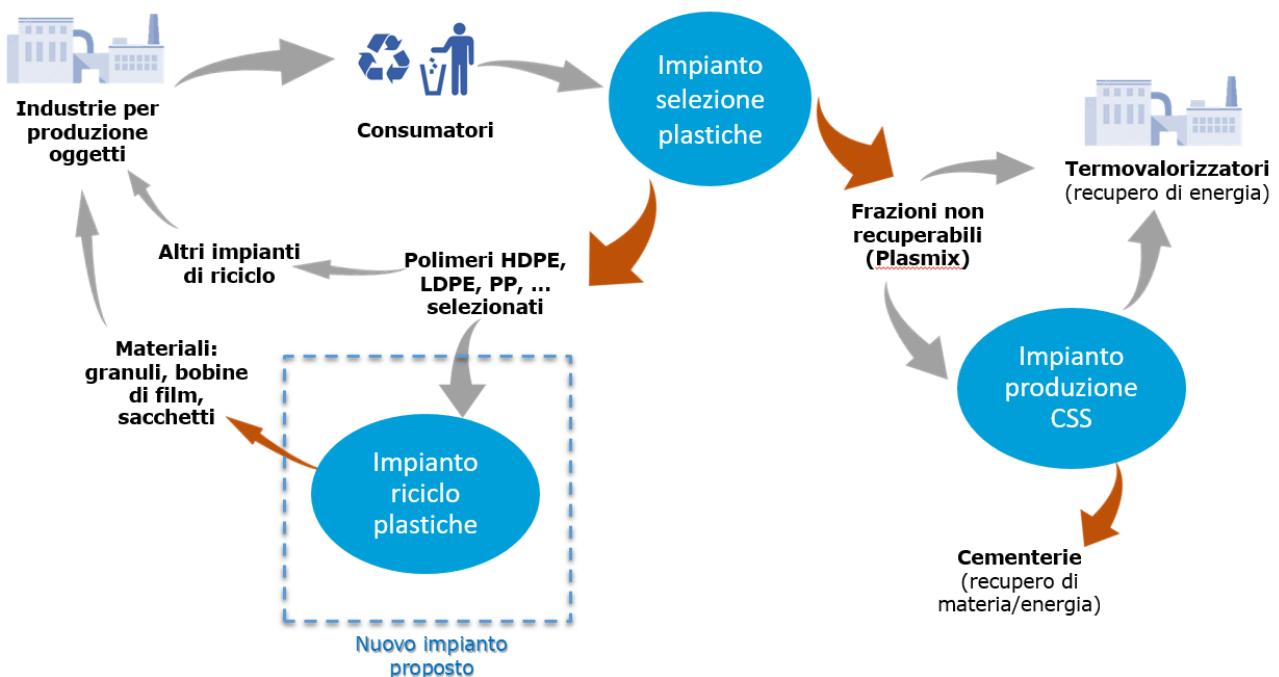 Industrie per
produzione
oggetti
Consumatori
Impianto
selezione
plastiche
Termovalorizzatori
(recupero di energia)
Frazioni non
recuperabili
(Plasmix)
Altri impianti
di riciclo
Polimeri HDPE,
LDPE, PP, ...
selezionati
Materiali:
granuli, bobine
di film,
sacchetti
Impianto
riciclo
plastiche
Impianto
produzione
CSS
Cementerie
(recupero di
materia/energia)
Nuovo impianto
proposto